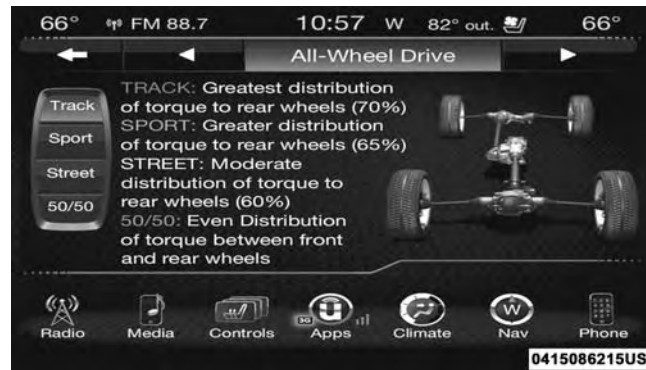 66° FM 88.7 10:57 W 82° out. 66°
All-Wheel Drive
Track
Sport
Street
50/50
TRACK: Greatest distribution
of torque to rear wheels (70%)
SPORT: Greater distribution
of torque to rear wheels (65%)
STREET: Moderate
distribution of torque to
rear wheels (60%)
50/50: Even Distribution
of torque between front
and rear wheels
3G
W
Radio Media Controls Apps Climate Nav Phone
0415086215US